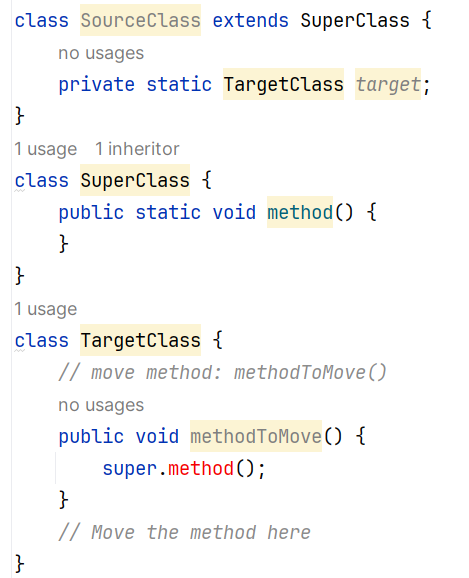 class SourceClass extends SuperClass {
no usages
private static TargetClass target;
}
1 usage 1 inheritor
class SuperClass {
public static void method() {
}
}
1 usage
class TargetClass {
// move method: methodToMove()
no usages
public void methodToMove() {
super.method();
}
// Move the method here
}